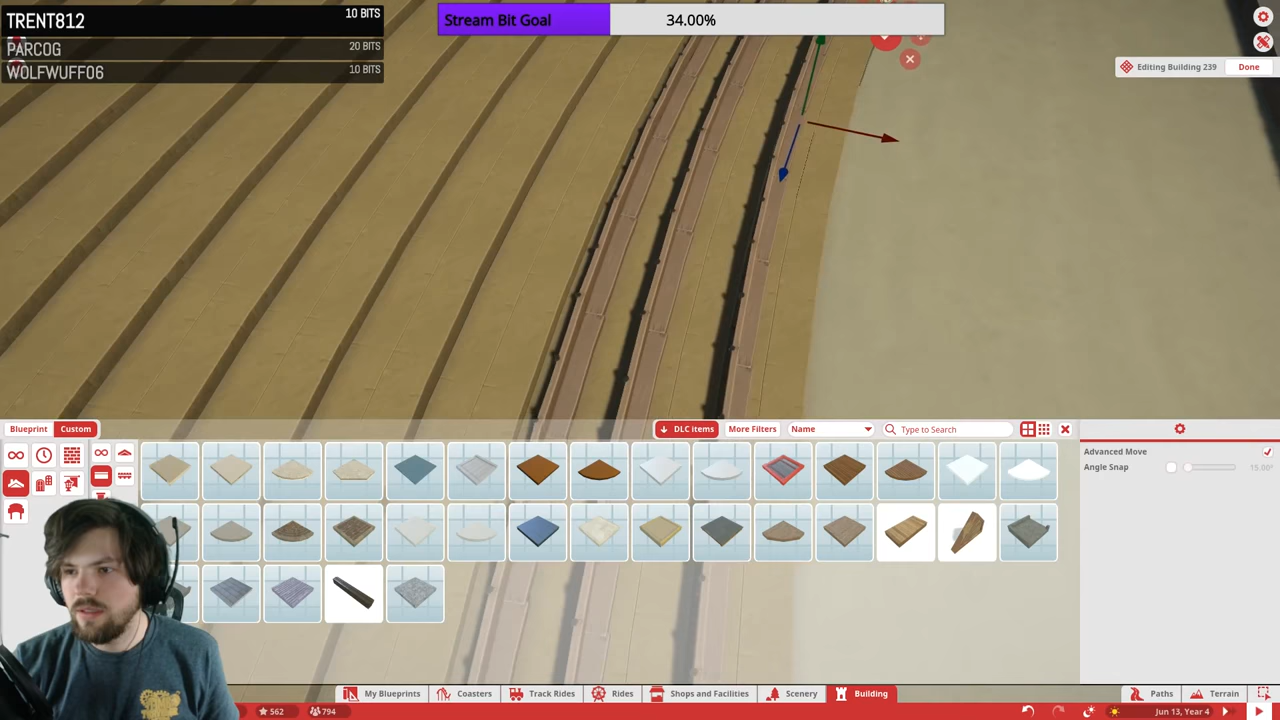 TRENT812 10 BITS
PARCOG 20 BITS
WOLFWUFF06 10 BITS
Stream Bit Goal 34.00%
Editing Building 239 Done
Blueprint Custom
DLC items More Filters Name Type to Search
Advanced Move
Angle Snap 15.00°
My Blueprints Coasters Track Rides Rides Shops and Facilities Scenery Building Paths Terrain
562 794 Jun 13, Year 4